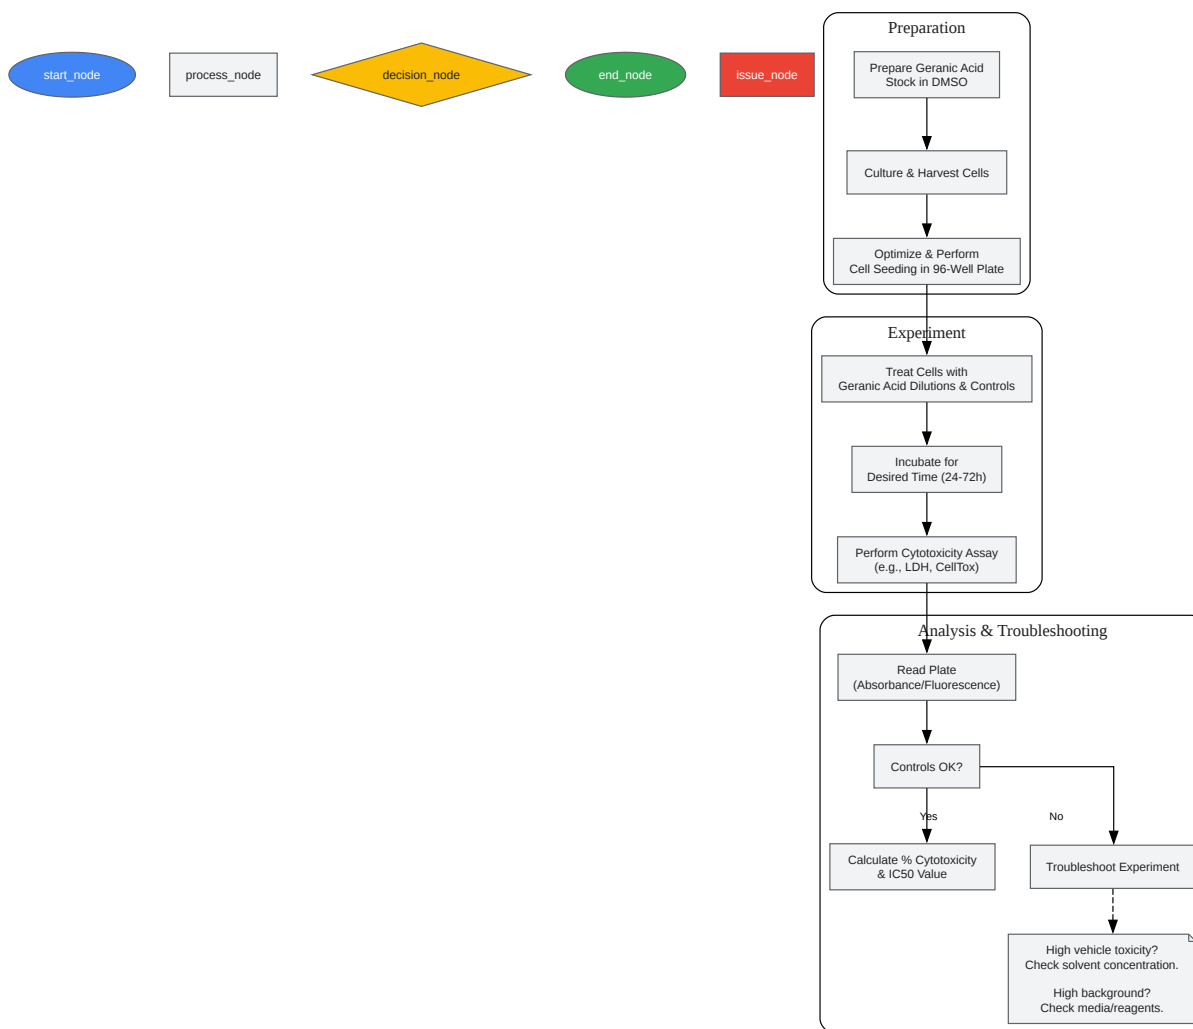 start_node
process_node
decision_node
end_node
issue_node
Preparation
Prepare Geranic Acid
Stock in DMSO
Culture & Harvest Cells
Optimize & Perform
Cell Seeding in 96-Well Plate
Experiment
Treat Cells with
Geranic Acid Dilutions & Controls
Incubate for
Desired Time (24-72h)
Perform Cytotoxicity Assay
(e.g., LDH, CellTox)
Analysis & Troubleshooting
Read Plate
(Absorbance/Fluorescence)
Controls OK?
Yes
No
Calculate % Cytotoxicity
& IC50 Value
Troubleshoot Experiment
High vehicle toxicity?
Check solvent concentration.
High background?
Check media/reagents.